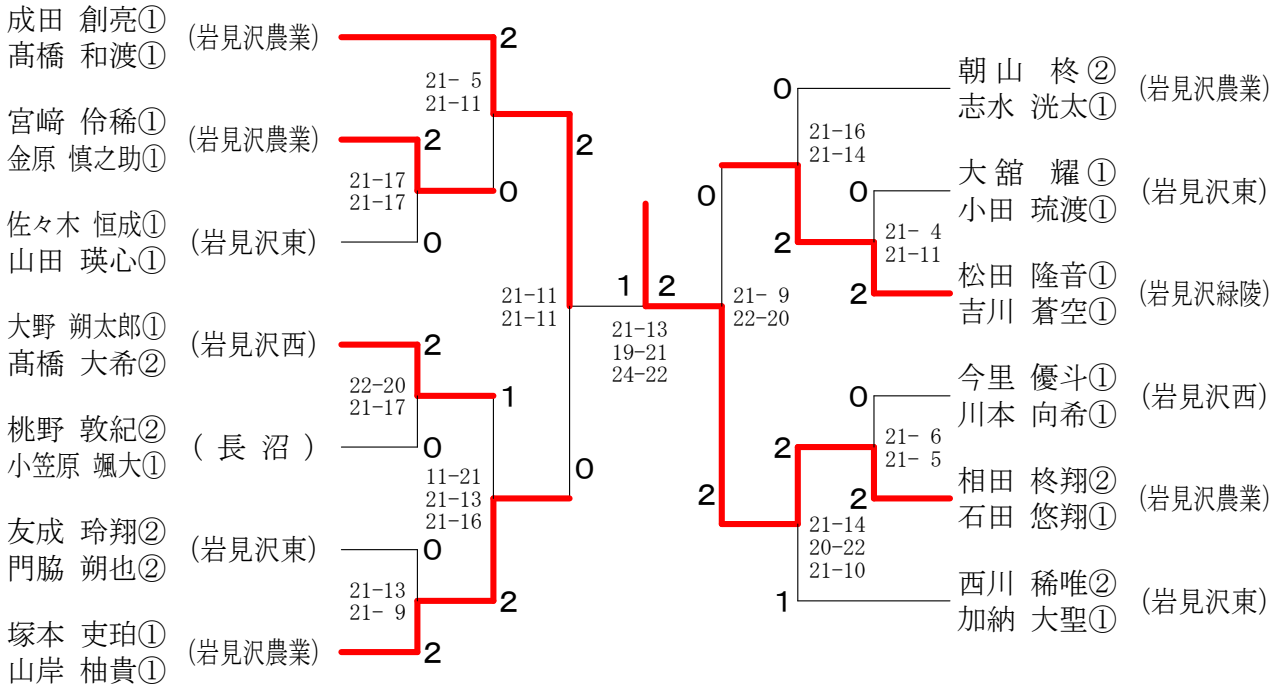 成田 創亮①
髙橋 和渡①
(岩見沢農業)
2
21- 5
21-11
宮﨑 伶稀①
金原 慎之助①
(岩見沢農業)
2
21-17
21-17
0
佐々木 恒成①
山田 瑛心①
(岩見沢東)
0
2
21-11
21-11
大野 朔太郎①
髙橋 大希②
(岩見沢西)
2
22-20
21-17
1
桃野 敦紀②
小笠原 颯大①
(長沼)
0
11-21
21-13
21-16
0
友成 玲翔②
門脇 朔也②
(岩見沢東)
0
21-13
21- 9
2
塚本 吏珀①
山岸 柚貴①
(岩見沢農業)
2
1
2
21-13
19-21
24-22
0
朝山 柊②
志水 洸太①
(岩見沢農業)
21-16
21-14
0
大舘 耀①
小田 琉渡①
(岩見沢東)
0
21- 4
21-11
2
松田 隆音①
吉川 蒼空①
(岩見沢緑陵)
2
21- 9
22-20
今里 優斗①
川本 向希①
(岩見沢西)
0
21- 6
21- 5
2
相田 柊翔②
石田 悠翔①
(岩見沢農業)
2
2
21-14
20-22
21-10
西川 稀唯②
加納 大聖①
(岩見沢東)
1